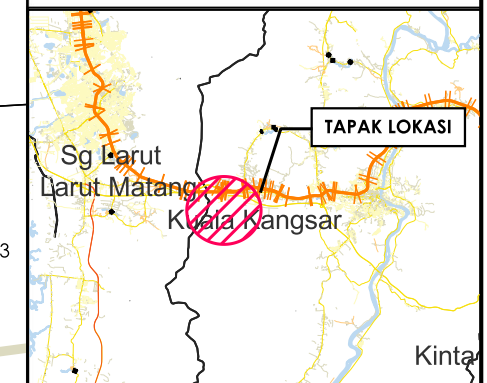 TAPAK LOKASI
Sg Larut
Larut Matang
Kuala Kangsar
3
Kinta